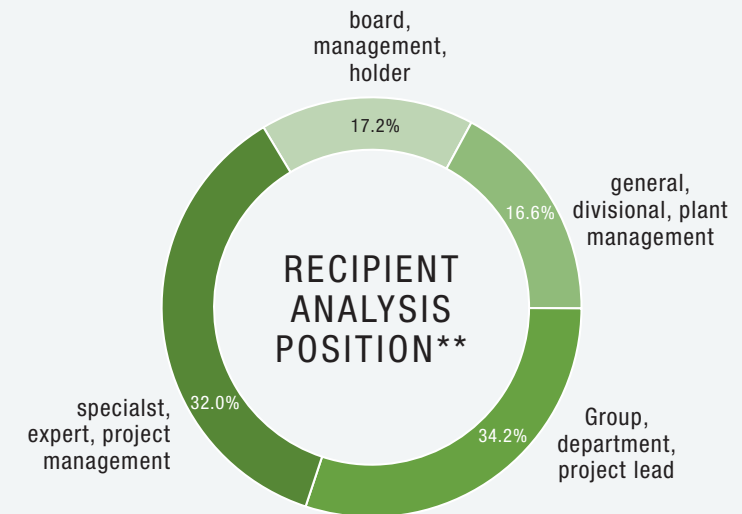 board,
management,
holder
17.2%
general,
divisional, plant
management
16.6%
RECIPIENT
ANALYSIS
POSITION**
specialst,
expert, project
management
32.0%
Group,
department,
project lead
34.2%